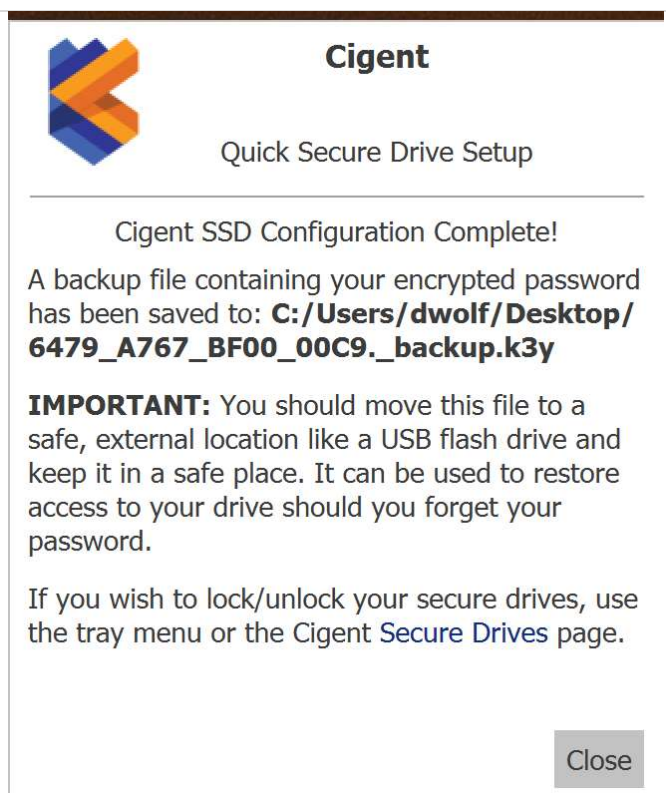 Cigent
Quick Secure Drive Setup
Cigent SSD Configuration Complete!
A backup file containing your encrypted password
has been saved to: C:/Users/dwolf/Desktop/
6479_A767_BF00_00C9._backup.k3y
IMPORTANT: You should move this file to a
safe, external location like a USB flash drive and
keep it in a safe place. It can be used to restore
access to your drive should you forget your
password.
If you wish to lock/unlock your secure drives, use
the tray menu or the Cigent Secure Drives page.
Close